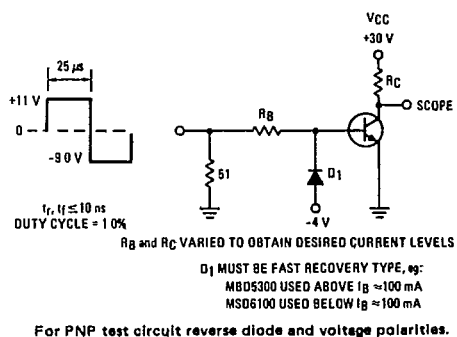 VCC
+30 V
25 µs
RC
+11 V
SCOPE
RB
0
-9.0 V
51
D1
-4 V
tr, tf ≤ 10 ns
DUTY CYCLE = 1.0%
RB and RC VARIED TO OBTAIN DESIRED CURRENT LEVELS
D1 MUST BE FAST RECOVERY TYPE, eg:
MBD5300 USED ABOVE IB ≈100 mA
MSD6100 USED BELOW IB ≈100 mA
For PNP test circuit reverse diode and voltage polarities.